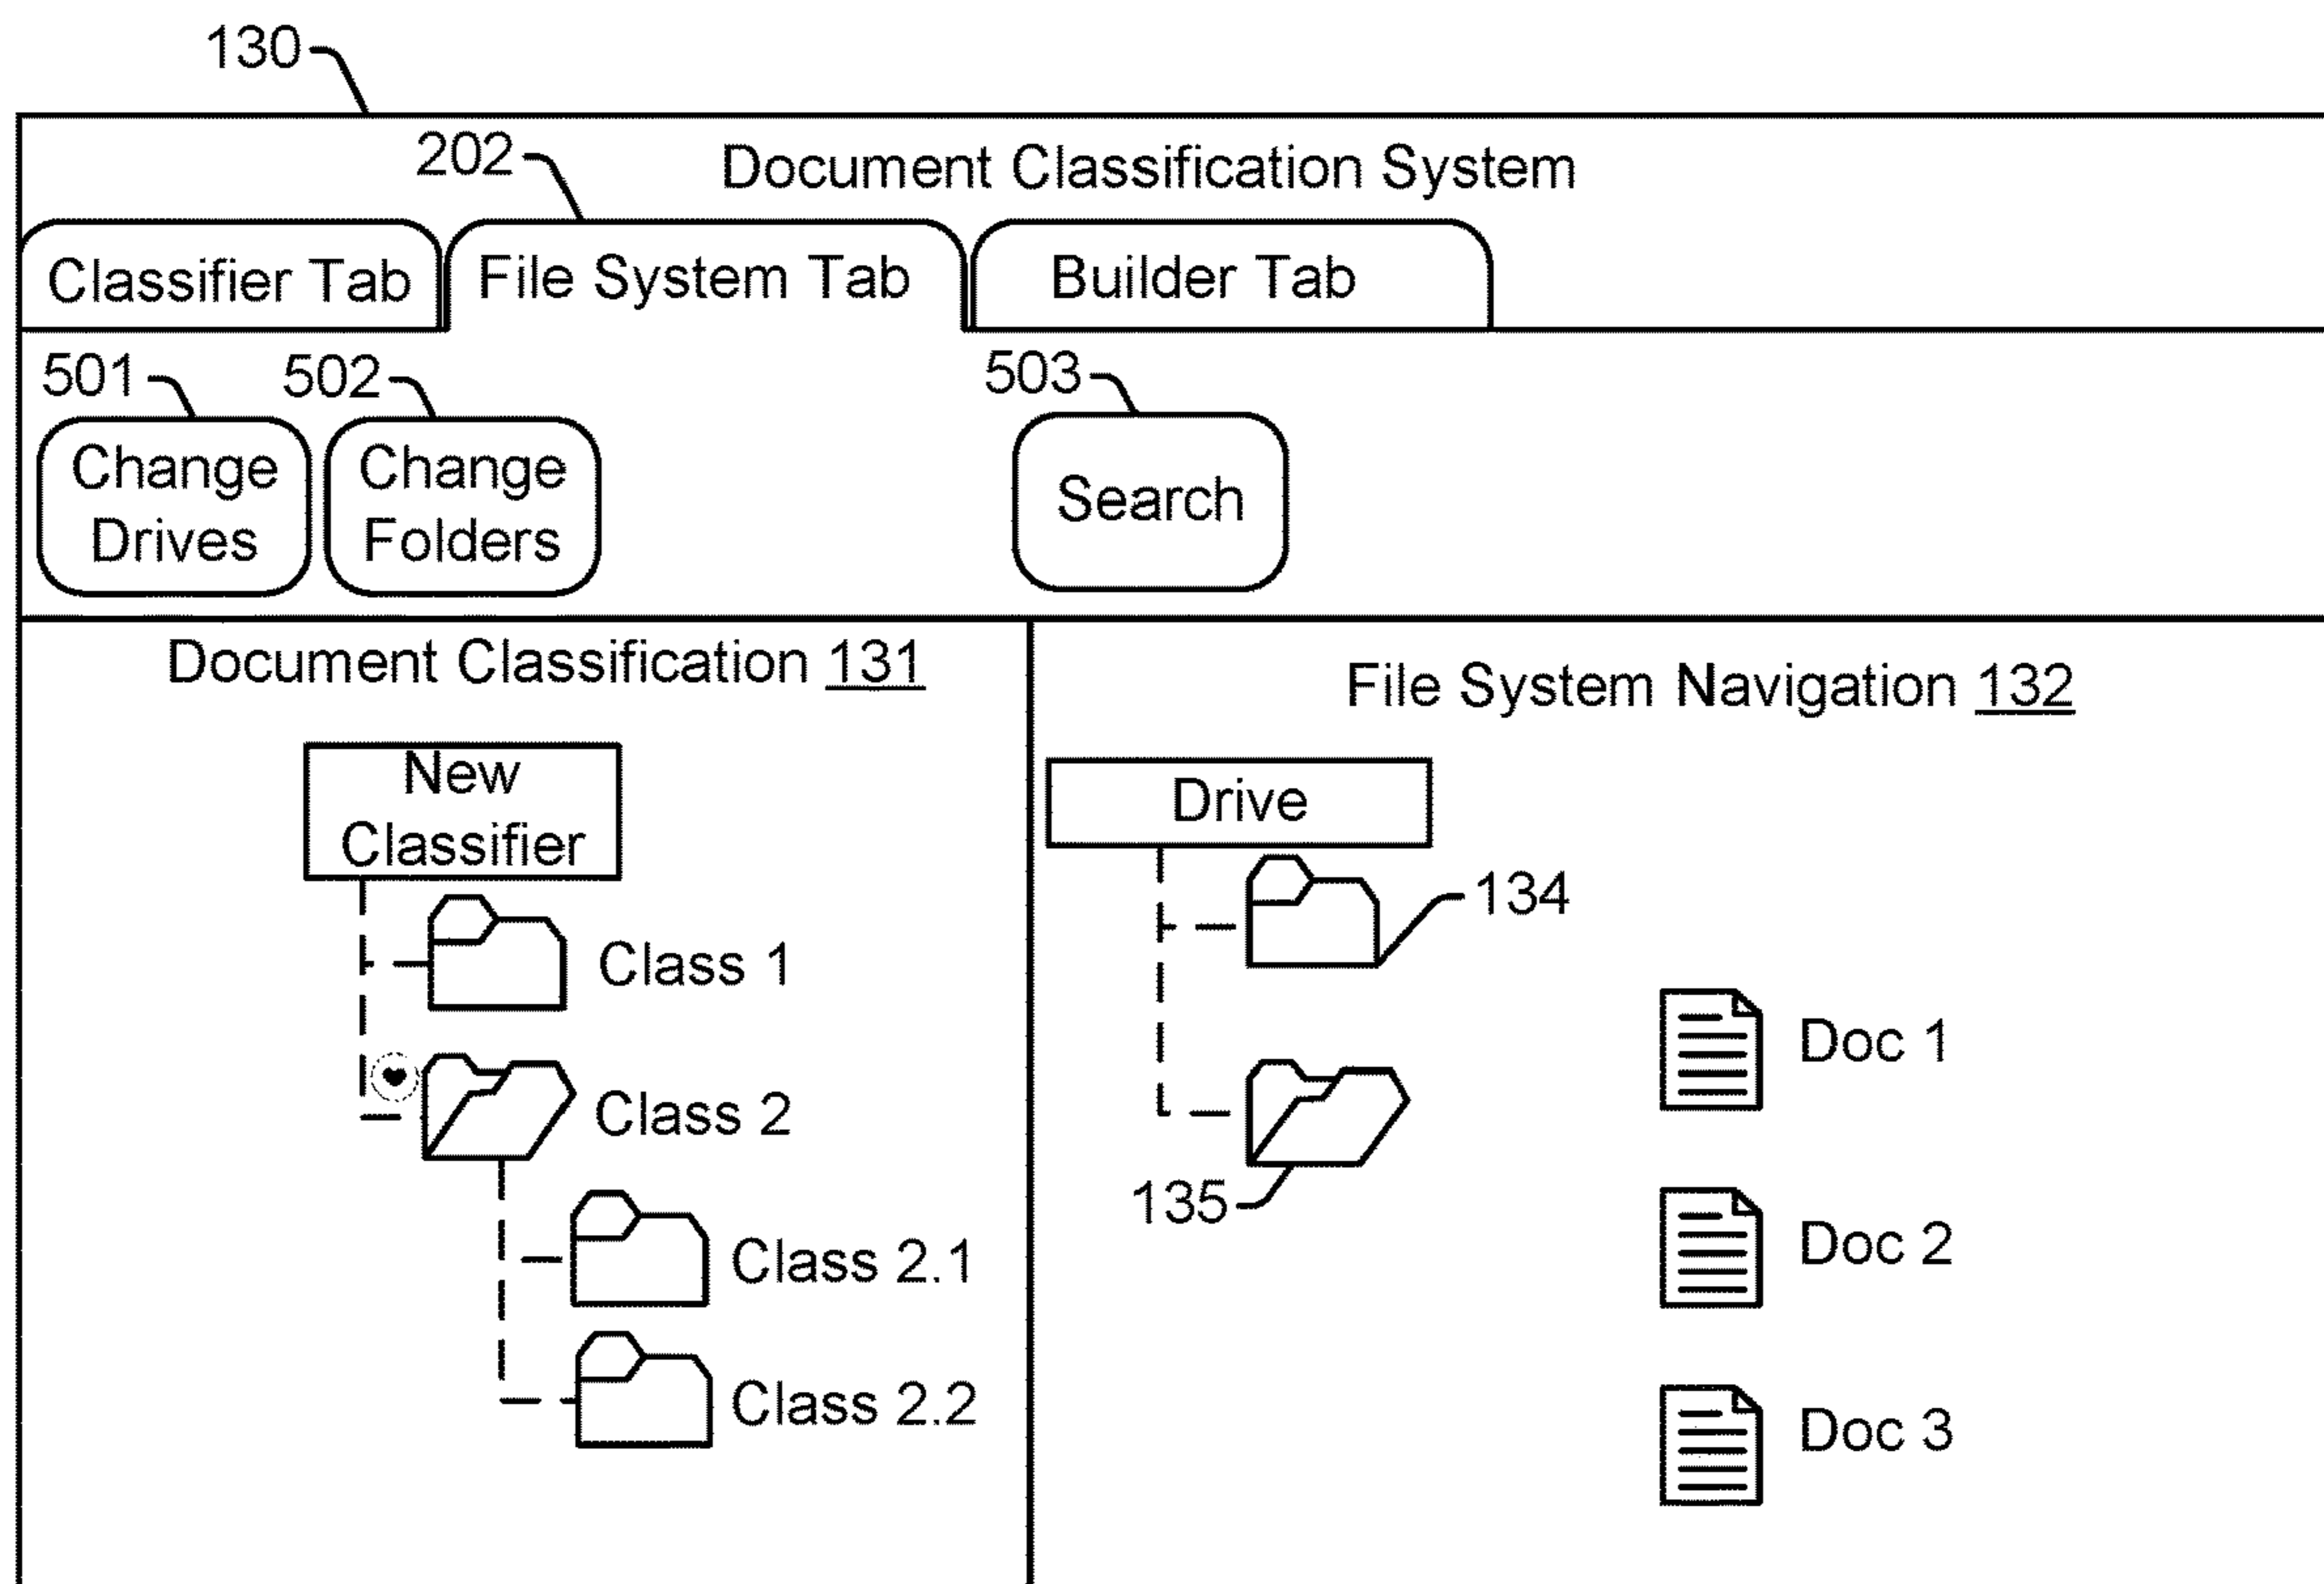 130
202
Document Classification System
Classifier Tab
File System Tab
Builder Tab
501
502
503
Change
Drives
Change
Folders
Search
Document Classification 131
New
Classifier
Class 1
Class 2
Class 2.1
Class 2.2
File System Navigation 132
Drive
134
135
Doc 1
Doc 2
Doc 3